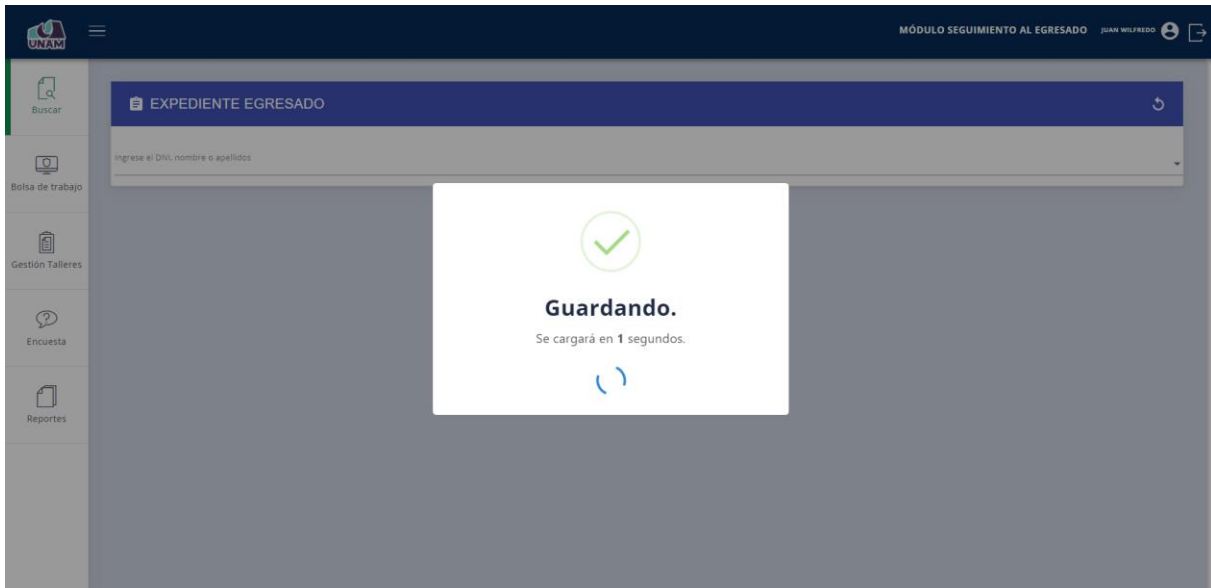 UNAM
MÓDULO SEGUIMIENTO AL EGRESADO JUAN WILFREDO
Buscar
EXPEDIENTE EGRESADO
Ingrese el DNI, nombre o apellidos
Bolsa de trabajo
Gestión Talleres
Encuesta
Reportes
Guardando.
Se cargará en 1 segundos.